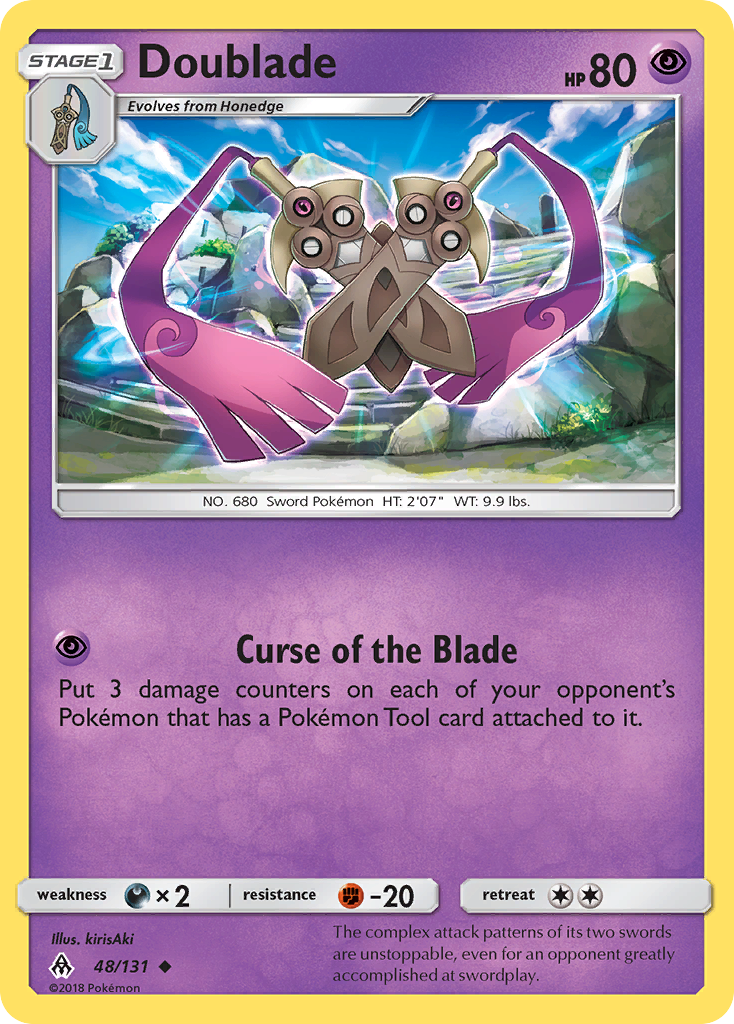 STAGE1
Doublade
HP 80
Evolves from Honedge
NO. 680 Sword Pokémon HT: 2'07" WT: 9.9 lbs.
Curse of the Blade
Put 3 damage counters on each of your opponent's
Pokémon that has a Pokémon Tool card attached to it.
weakness ×2 resistance -20 retreat
Illus. kirisAki
48/131
©2018 Pokémon
The complex attack patterns of its two swords
are unstoppable, even for an opponent greatly
accomplished at swordplay.